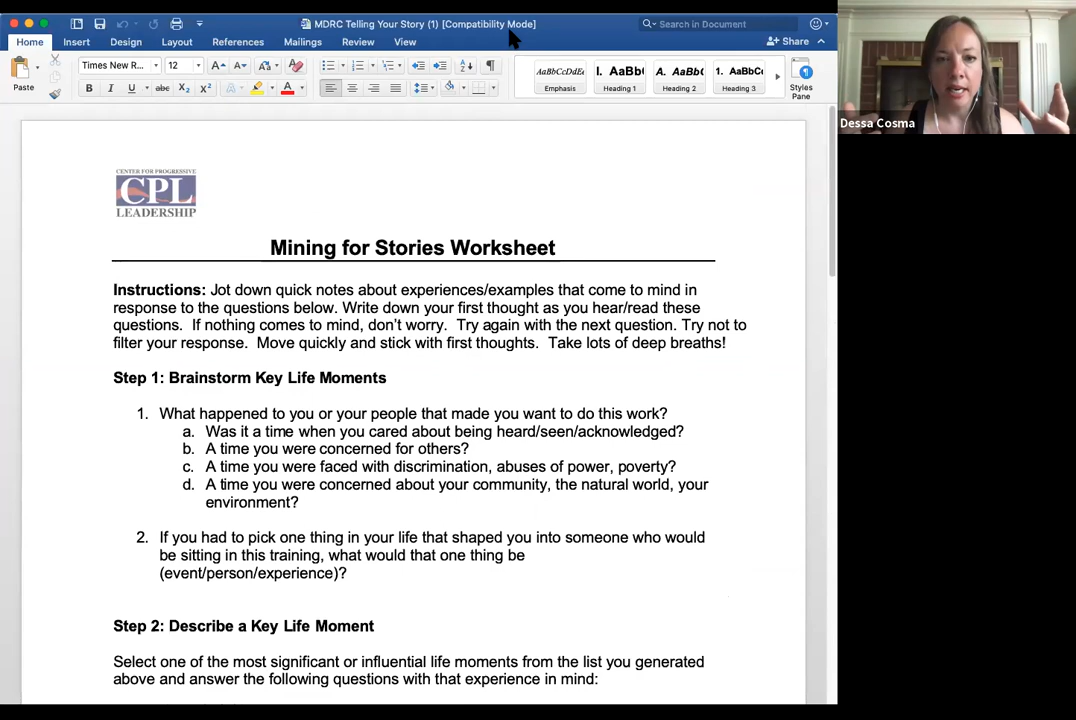 MDRC Telling Your Story (1) [Compatibility Mode]
Search in Document
Home Insert Design Layout References Mailings Review View
Share
Paste
Times New R... 12
B I U abc X₂ X²
AaBbCcDdEe
Emphasis
I. AaBb(
Heading 1
A. AaBb(
Heading 2
1. AaBbCc
Heading 3
Styles
Pane
Dessa Cosma
CENTER FOR PROGRESSIVE
CPL
LEADERSHIP
Mining for Stories Worksheet
Instructions: Jot down quick notes about experiences/examples that come to mind in
response to the questions below. Write down your first thought as you hear/read these
questions. If nothing comes to mind, don't worry. Try again with the next question. Try not to
filter your response. Move quickly and stick with first thoughts. Take lots of deep breaths!
Step 1: Brainstorm Key Life Moments
1. What happened to you or your people that made you want to do this work?
a. Was it a time when you cared about being heard/seen/acknowledged?
b. A time you were concerned for others?
c. A time you were faced with discrimination, abuses of power, poverty?
d. A time you were concerned about your community, the natural world, your
environment?
2. If you had to pick one thing in your life that shaped you into someone who would
be sitting in this training, what would that one thing be
(event/person/experience)?
Step 2: Describe a Key Life Moment
Select one of the most significant or influential life moments from the list you generated
above and answer the following questions with that experience in mind: